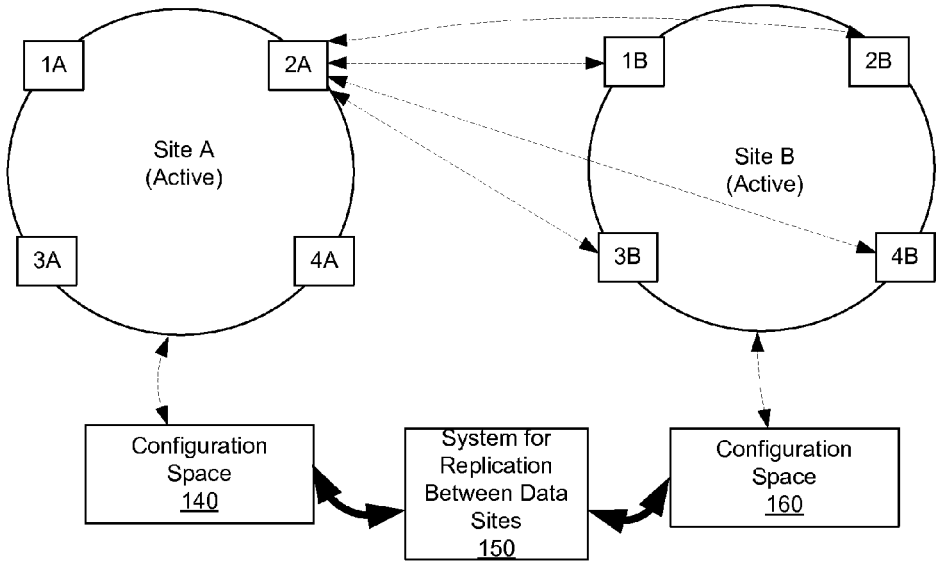 1A
2A
1B
2B
Site A
(Active)
Site B
(Active)
3A
4A
3B
4B
Configuration
Space
140
System for
Replication
Between Data
Sites
150
Configuration
Space
160